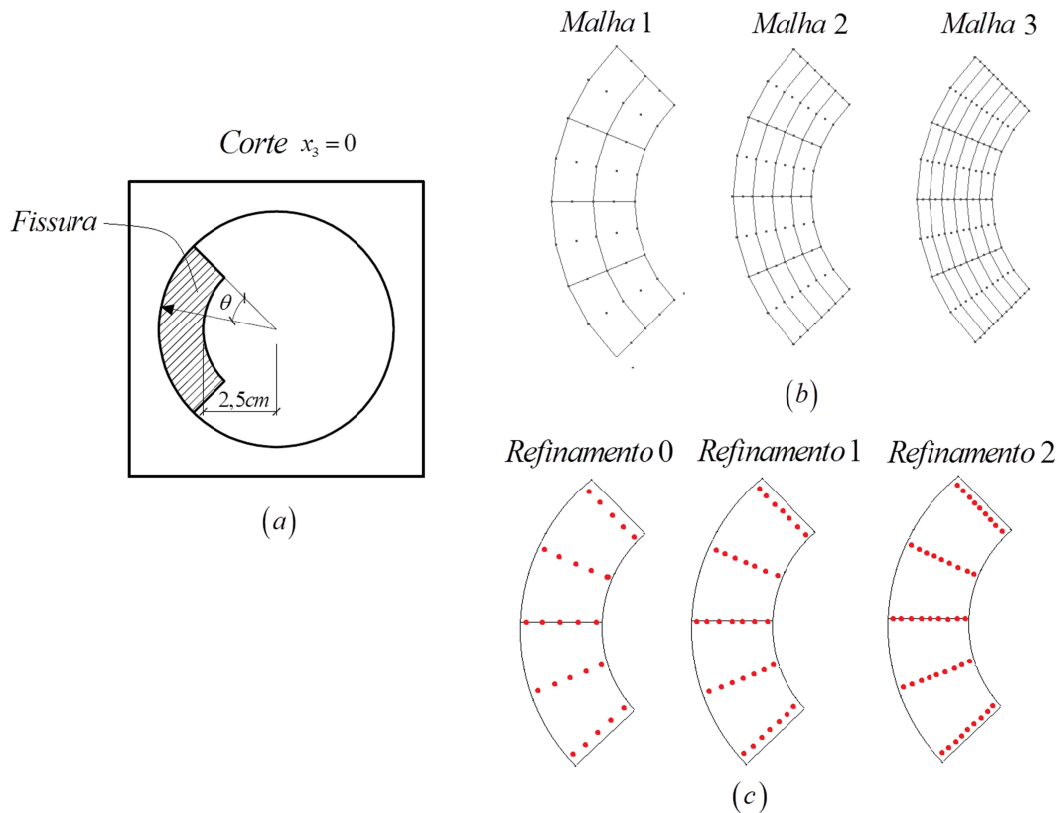 Corte x₃ = 0
Fissura
θ
2,5cm
(a)
Malha 1
Malha 2
Malha 3
(b)
Refinamento 0
Refinamento 1
Refinamento 2
(c)